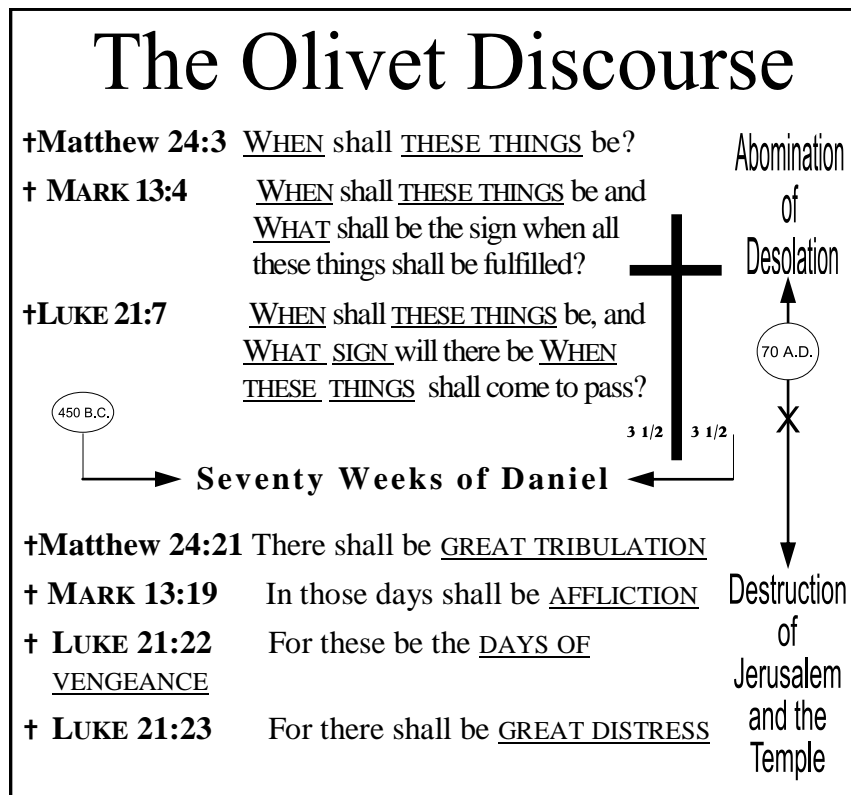 The Olivet Discourse
✝Matthew 24:3 WHEN shall THESE THINGS be?
✝ MARK 13:4 WHEN shall THESE THINGS be and
WHAT shall be the sign when all
these things shall be fulfilled?
✝LUKE 21:7 WHEN shall THESE THINGS be, and
WHAT SIGN will there be WHEN
THESE THINGS shall come to pass?
Abomination
of
Desolation
70 A.D.
X
450 B.C.
3 1/2 3 1/2
Seventy Weeks of Daniel
✝Matthew 24:21 There shall be GREAT TRIBULATION
✝ MARK 13:19 In those days shall be AFFLICTION
✝ LUKE 21:22 For these be the DAYS OF
VENGEANCE
✝ LUKE 21:23 For there shall be GREAT DISTRESS
Destruction
of
Jerusalem
and the
Temple